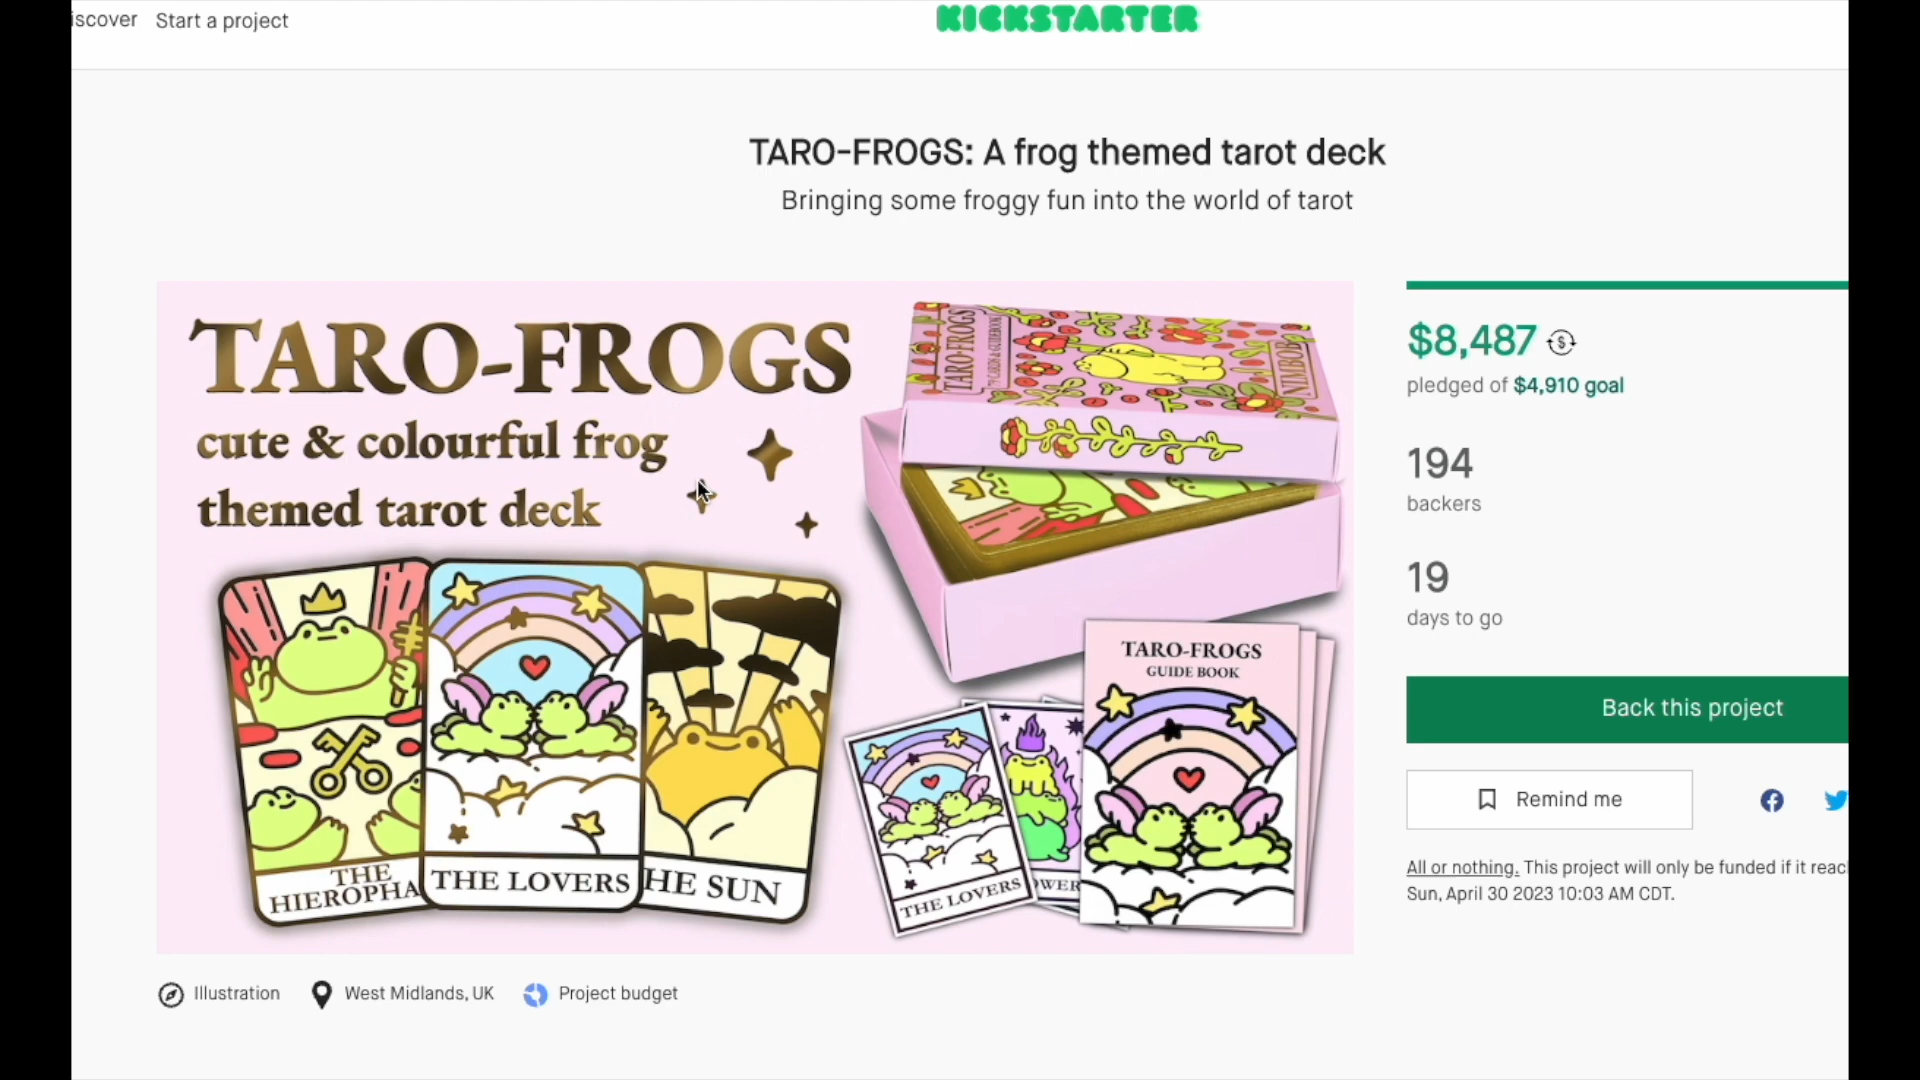 iscover Start a project
KICKSTARTER
TARO-FROGS: A frog themed tarot deck
Bringing some froggy fun into the world of tarot
TARO-FROGS
cute & colourful frog
themed tarot deck
TARO-FROGS
NIMBOB
THE
HIEROPHA
THE LOVERS
HE SUN
THE LOVERS
OWER
TARO-FROGS
GUIDE BOOK
$8,487
pledged of $4,910 goal
194
backers
19
days to go
Back this project
Remind me
All or nothing. This project will only be funded if it reac
Sun, April 30 2023 10:03 AM CDT.
Illustration West Midlands, UK Project budget